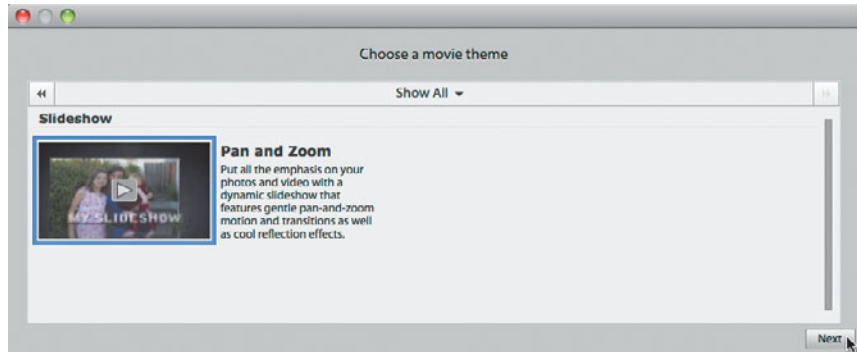 Choose a movie theme
Show All
Slideshow
MY SLIDESHOW
Pan and Zoom
Put all the emphasis on your
photos and video with a
dynamic slideshow that
features gentle pan-and-zoom
motion and transitions as well
as cool reflection effects.
Next